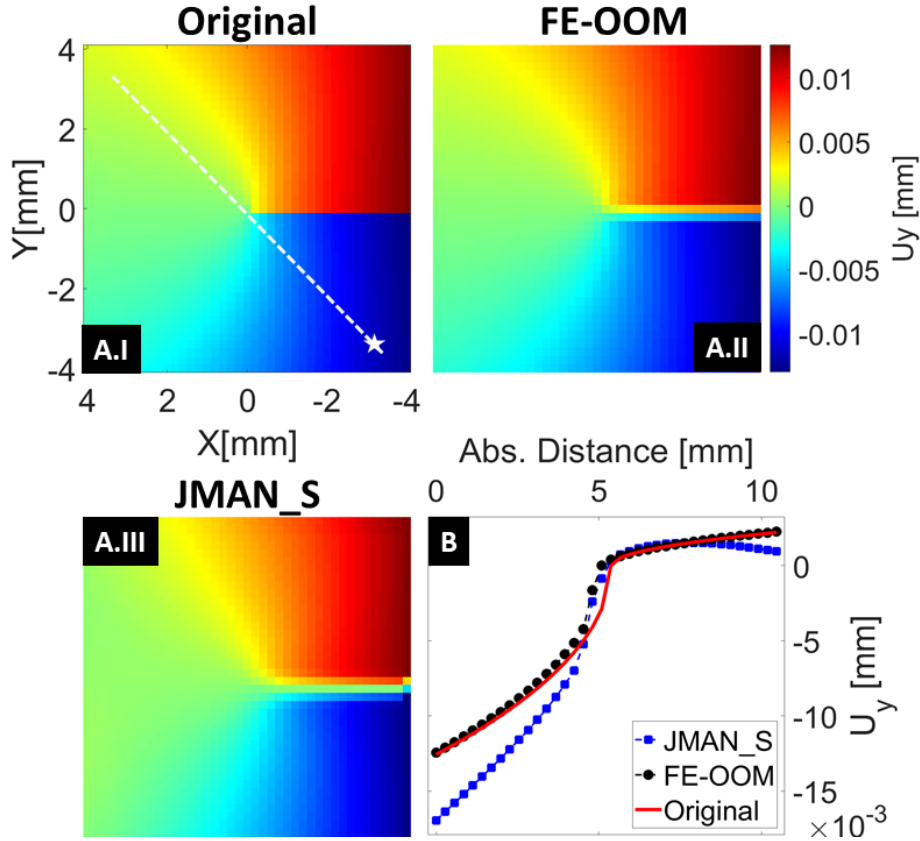 Original
FE-OOM
4
2
0
-2
-4
Y[mm]
A.I
A.II
0.01
0.005
0
-0.005
-0.01
Uy [mm]
4 2 0 -2 -4
X[mm]
Abs. Distance [mm]
0 5 10
JMAN_S
A.III
B
0
-5
-10
-15
×10⁻³
U_y [mm]
JMAN_S
FE-OOM
Original